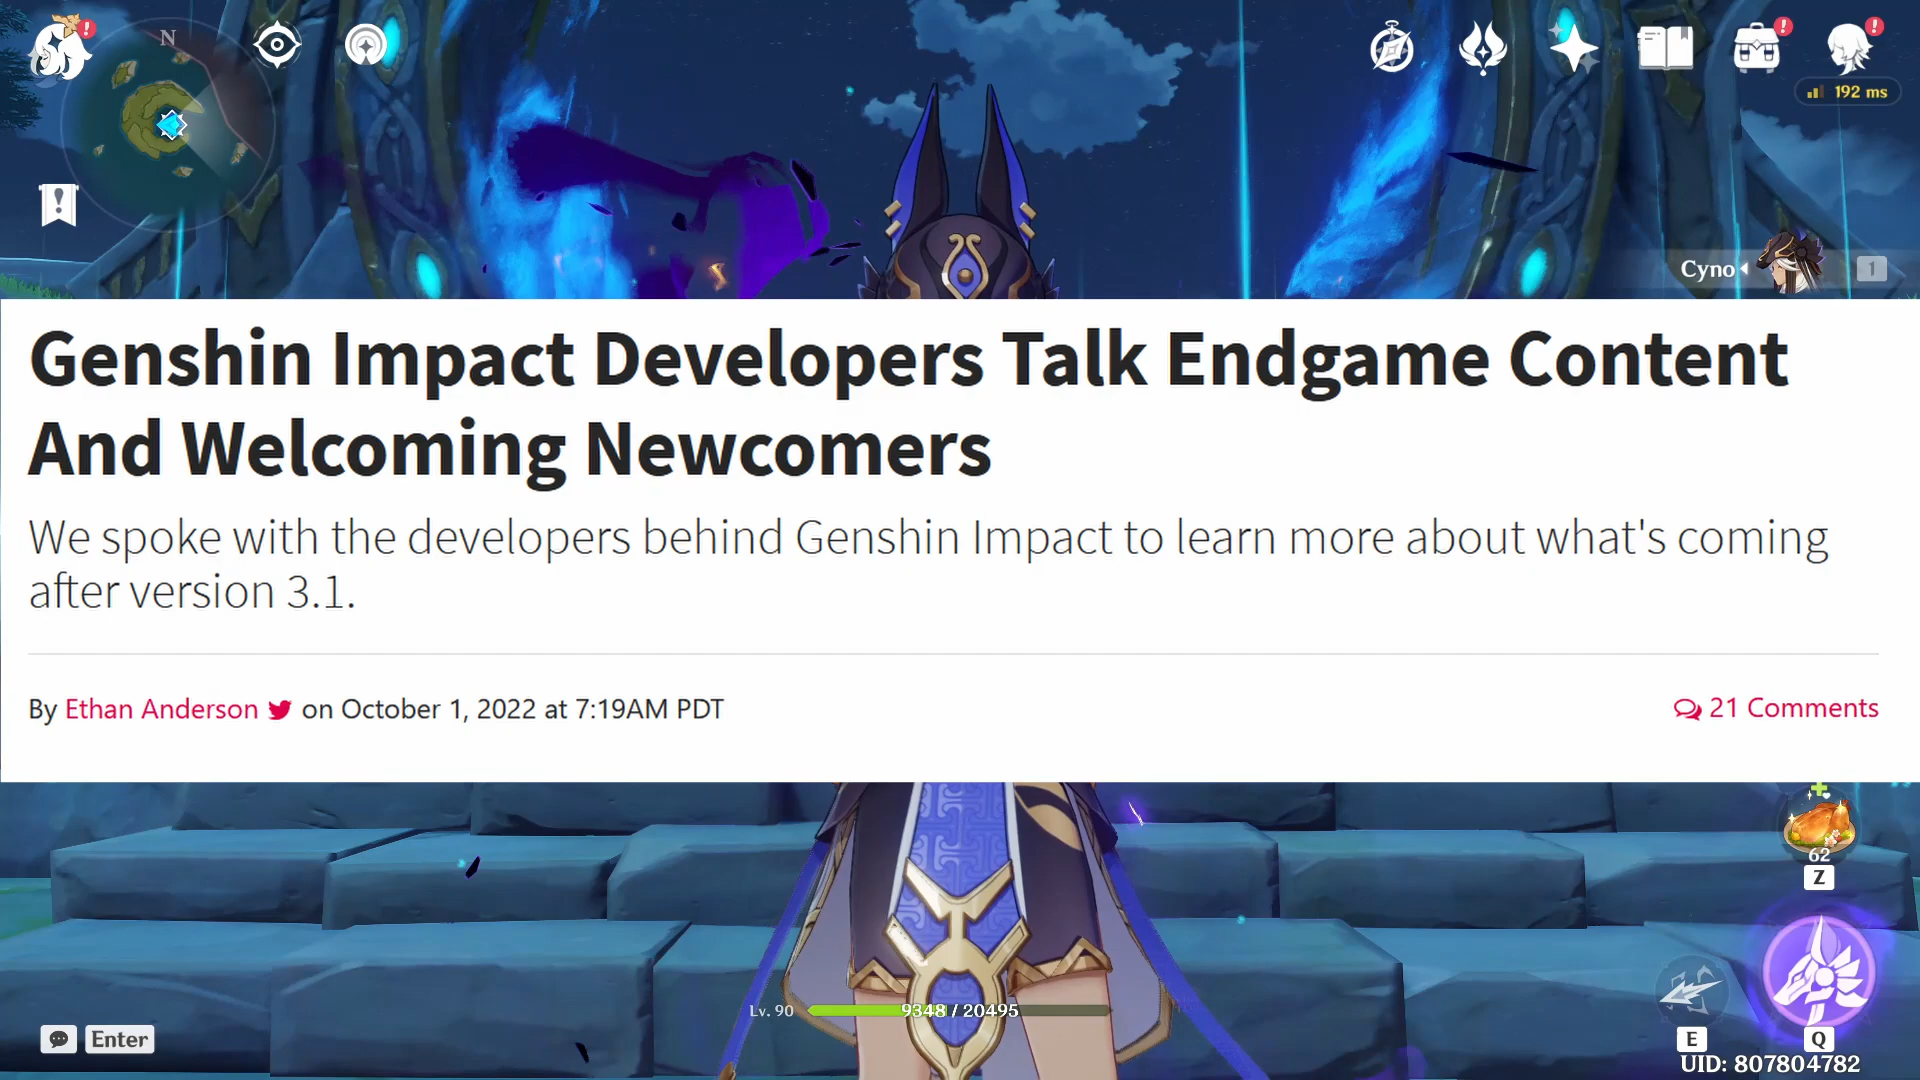 N
192 ms
Cyno
1
Genshin Impact Developers Talk Endgame Content
And Welcoming Newcomers
We spoke with the developers behind Genshin Impact to learn more about what's coming
after version 3.1.
By Ethan Anderson on October 1, 2022 at 7:19AM PDT
21 Comments
62
Z
Lv. 90
9348 / 20495
Enter
E
Q
UID: 807804782